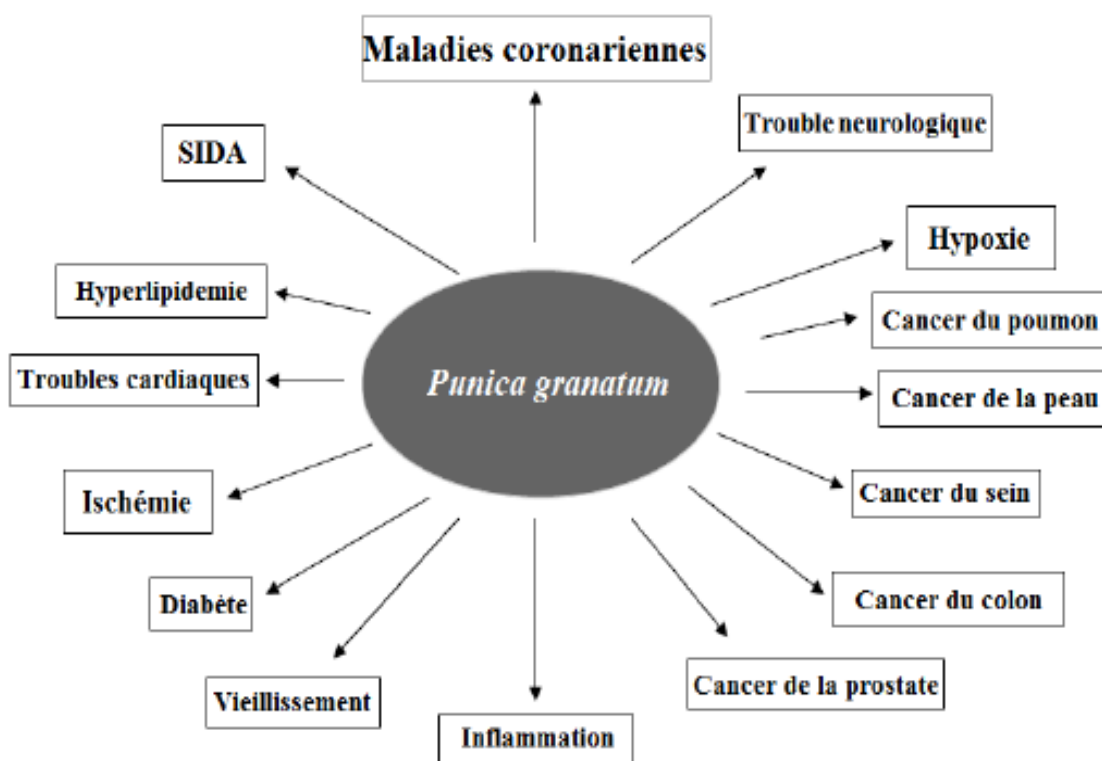 Maladies coronariennes
Trouble neurologique
SIDA
Hypoxie
Hyperlipidemie
Cancer du poumon
Troubles cardiaques
Punica granatum
Cancer de la peau
Ischémie
Cancer du sein
Diabète
Cancer du colon
Vieillissement
Cancer de la prostate
Inflammation